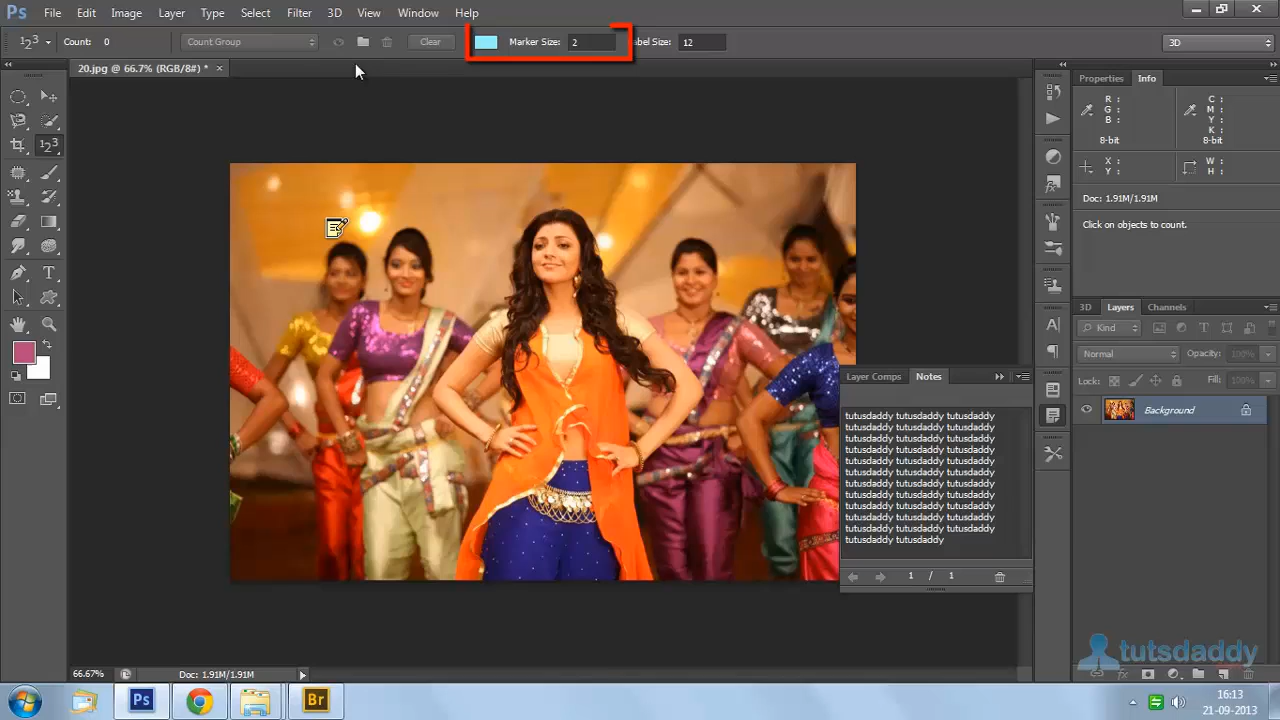 Ps File Edit Image Layer Type Select Filter 3D View Window Help
Count: 0 Count Group Clear Marker Size: 2 Label Size: 12 3D
20.jpg @ 66.7% (RGB/8#) * ×
Properties Info
R : C :
G : M :
B : Y :
K :
8-bit 8-bit
X : W :
Y : H :
Doc: 1.91M/1.91M
Click on objects to count.
3D Layers Channels
Kind
Normal Opacity: 100%
Lock: Fill: 100%
Background
Layer Comps Notes
tutusdaddy tutusdaddy tutusdaddy
tutusdaddy tutusdaddy tutusdaddy
tutusdaddy tutusdaddy tutusdaddy
tutusdaddy tutusdaddy tutusdaddy
tutusdaddy tutusdaddy tutusdaddy
tutusdaddy tutusdaddy tutusdaddy
tutusdaddy tutusdaddy tutusdaddy
tutusdaddy tutusdaddy tutusdaddy
tutusdaddy tutusdaddy tutusdaddy
tutusdaddy tutusdaddy tutusdaddy
tutusdaddy tutusdaddy tutusdaddy
tutusdaddy tutusdaddy
1 / 1
tutsdaddy
66.67% Doc: 1.91M/1.91M
Ps Br
16:13
21-09-2013